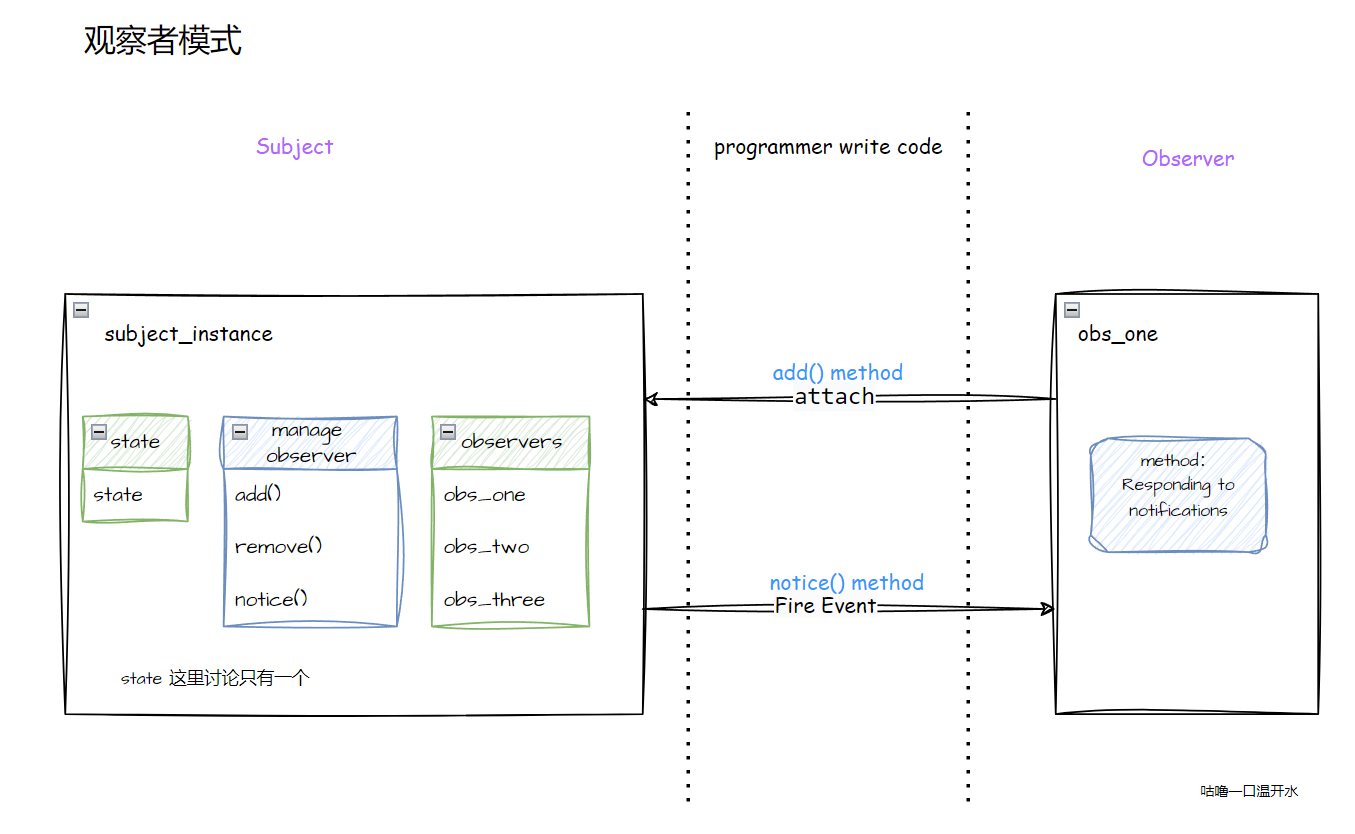 观察者模式
Subject
programmer write code
Observer
subject_instance
obs_one
add() method
attach
state
manage
observer
observers
state
add()
obs_one
remove()
obs_two
notice()
obs_three
method:
Responding to
notifications
notice() method
Fire Event
state 这里讨论只有一个
咕噜一口温开水